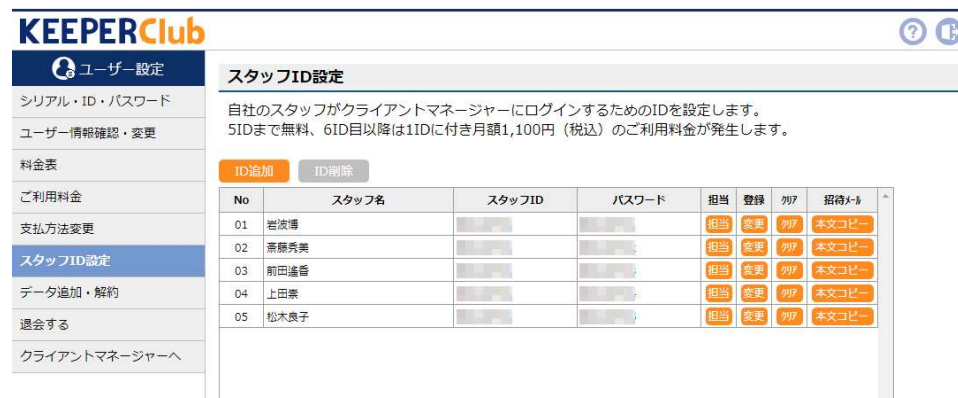 KEEPERClub
ユーザー設定
シリアル・ID・パスワード
ユーザー情報確認・変更
料金表
ご利用料金
支払方法変更
スタッフID設定
データ追加・解約
退会する
クライアントマネージャーへ
スタッフID設定
自社のスタッフがクライアントマネージャーにログインするためのIDを設定します。
5IDまで無料、6ID目以降は1IDに付き月額1,100円（税込）のご利用料金が発生します。
ID追加 ID削除
No スタッフ名 スタッフID パスワード 担当 登録 クリア 招待メール
01 岩波博 担当 変更 クリア 本文コピー
02 斎藤秀美 担当 変更 クリア 本文コピー
03 前田遥香 担当 変更 クリア 本文コピー
04 上田崇 担当 変更 クリア 本文コピー
05 松木良子 担当 変更 クリア 本文コピー